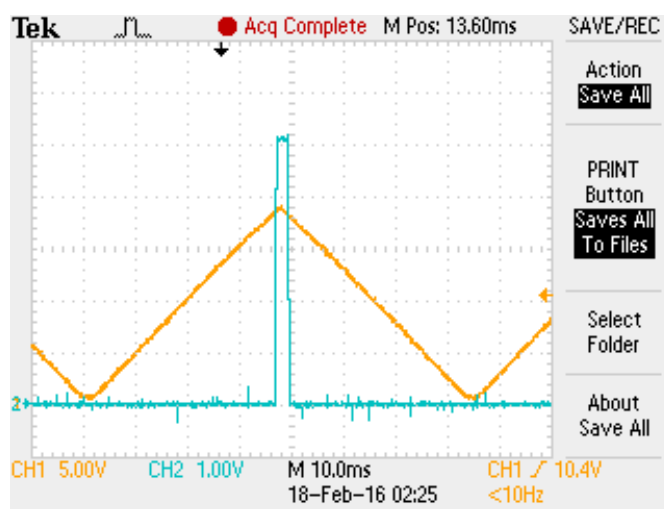 Tek Acq Complete M Pos: 13.60ms SAVE/REC
Action
Save All
PRINT
Button
Saves All
To Files
Select
Folder
2
About
Save All
CH1 5.00V CH2 1.00V M 10.0ms CH1 10.4V
18-Feb-16 02:25 <10Hz